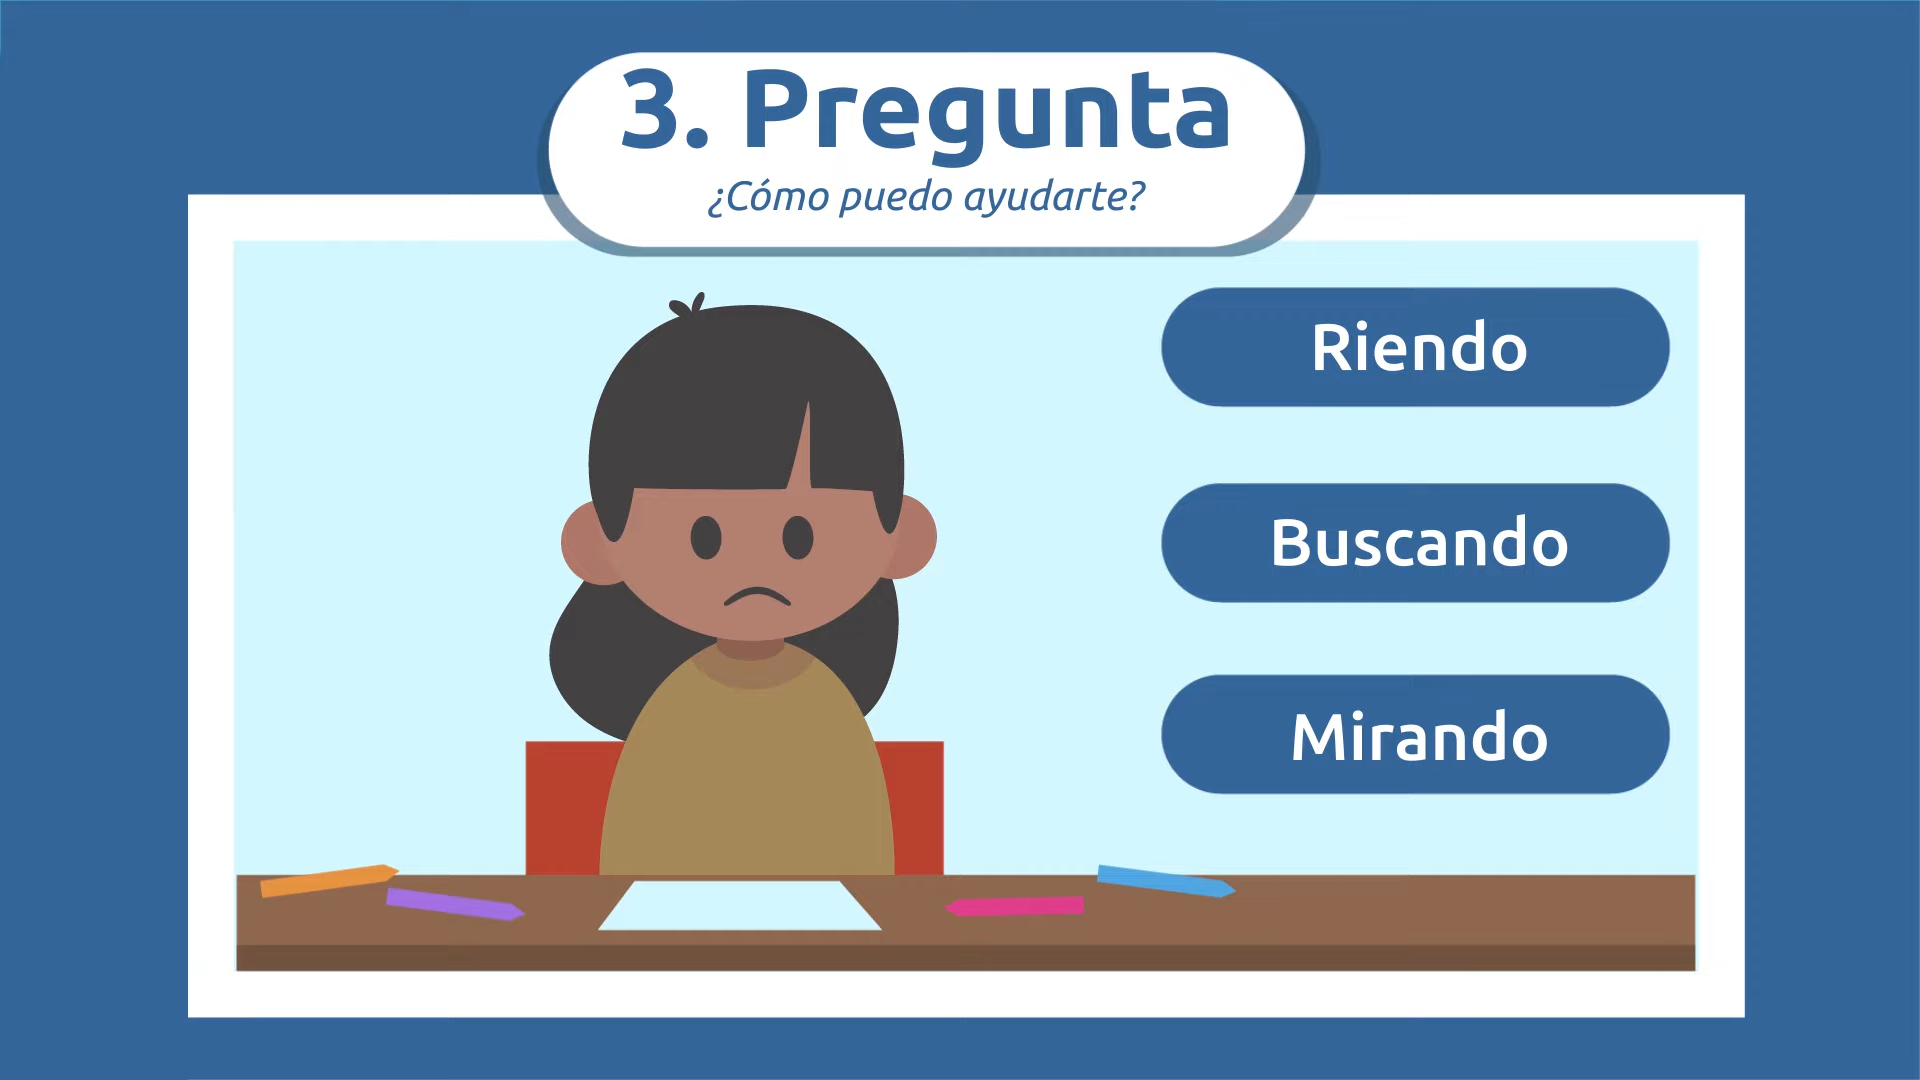 3. Pregunta
¿Cómo puedo ayudarte?
Riendo
Buscando
Mirando